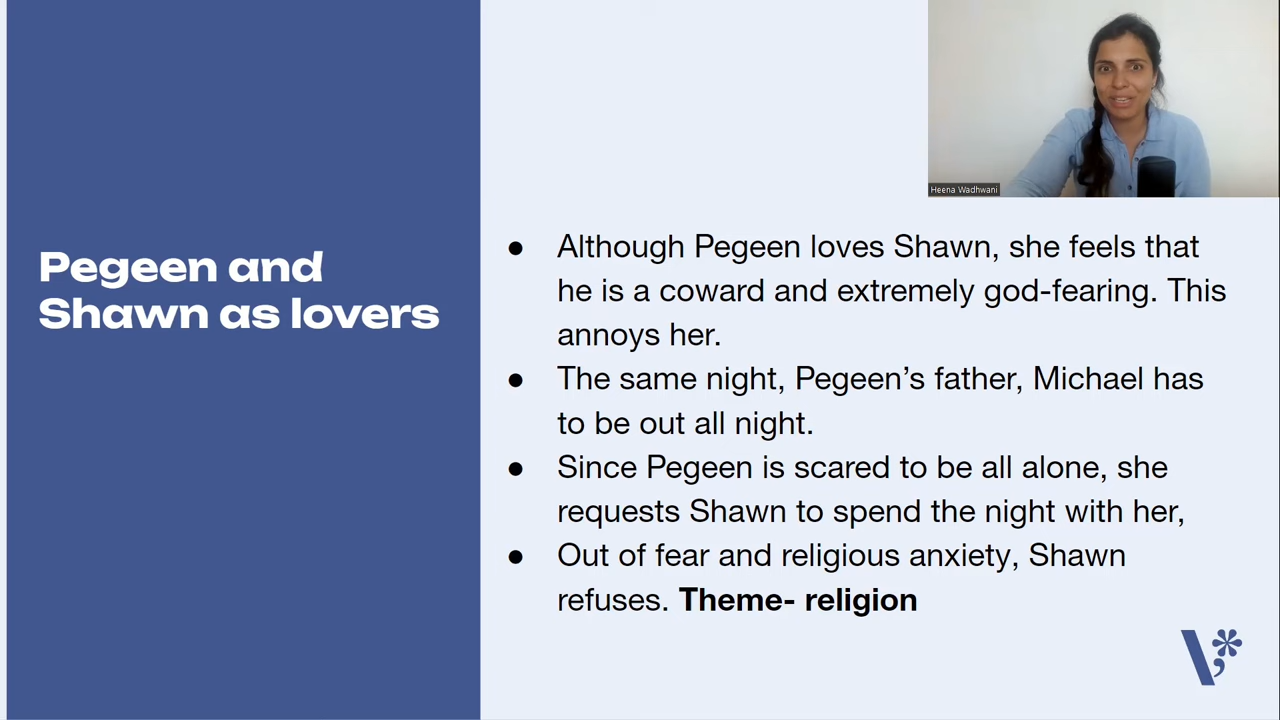 Heena Wadhwani
Pegeen and
Shawn as lovers
● Although Pegeen loves Shawn, she feels that
he is a coward and extremely god-fearing. This
annoys her.
● The same night, Pegeen’s father, Michael has
to be out all night.
● Since Pegeen is scared to be all alone, she
requests Shawn to spend the night with her,
● Out of fear and religious anxiety, Shawn
refuses. Theme- religion